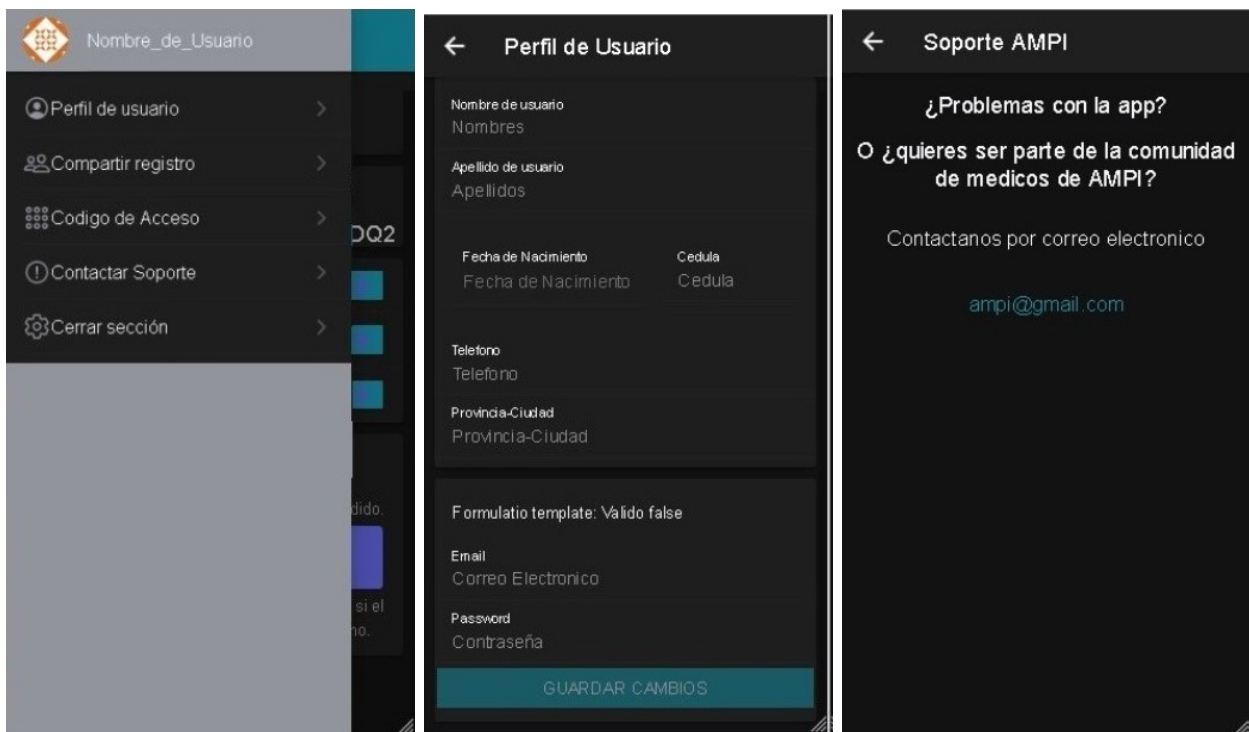 Nombre_de_Usuario
Perfil de usuario
Compartir registro
Codigo de Acceso
Contactar Soporte
Cerrar sección
DQ2
dido.
si el
no.
Perfil de Usuario
Nombre de usuario
Nombres
Apellido de usuario
Apellidos
Fecha de Nacimiento Cedula
Fecha de Nacimiento Cedula
Telefono
Telefono
Provincia-Ciudad
Provincia-Ciudad
Formulatio template: Valido false
Email
Correo Electronico
Password
Contraseña
GUARDAR CAMBIOS
Soporte AMPI
¿Problemas con la app?
O ¿quieres ser parte de la comunidad
de medicos de AMPI?
Contactanos por correo electronico
ampi@gmail.com